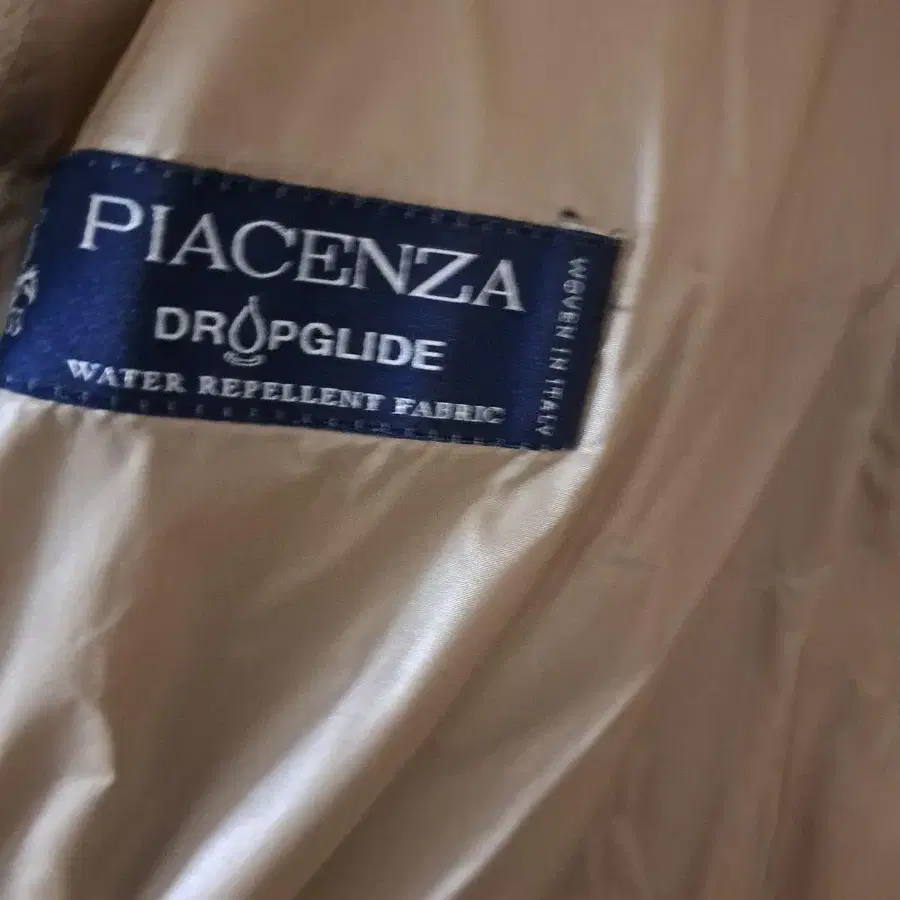 PIACENZA
DROPGLIDE
WATER REPELLENT FABRIC
WOVEN IN ITALY